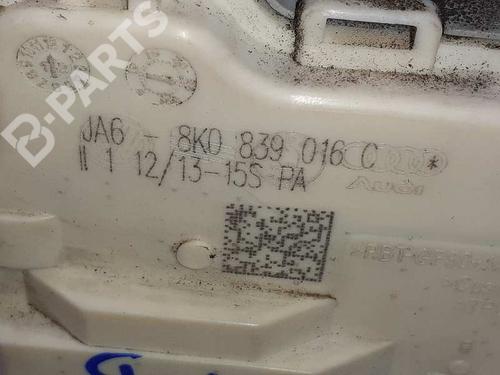 B-PARTS
JA6 - 8K0 839 016 C *
II 1 12/13-15S PA
Audi